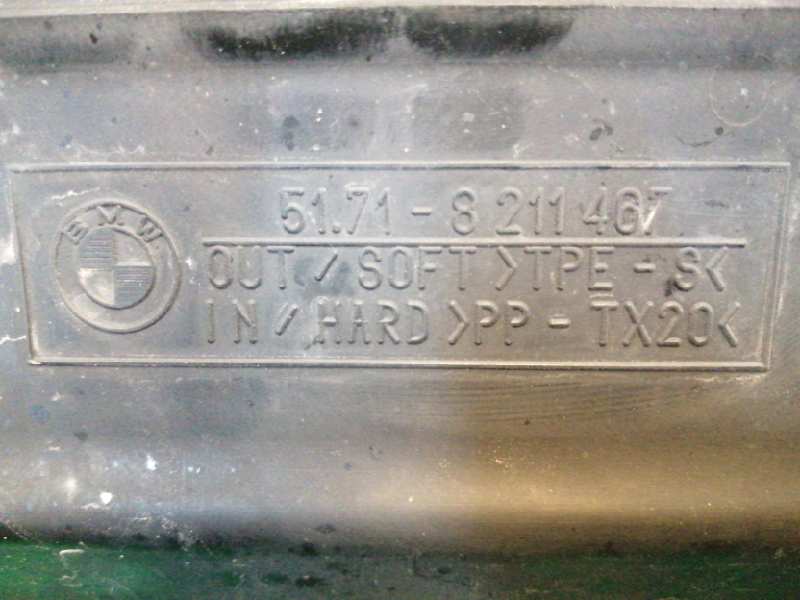 BMW
51.71-8 211 467
OUT/SOFT >TPE-S<
IN/HARD >PP-TX20<